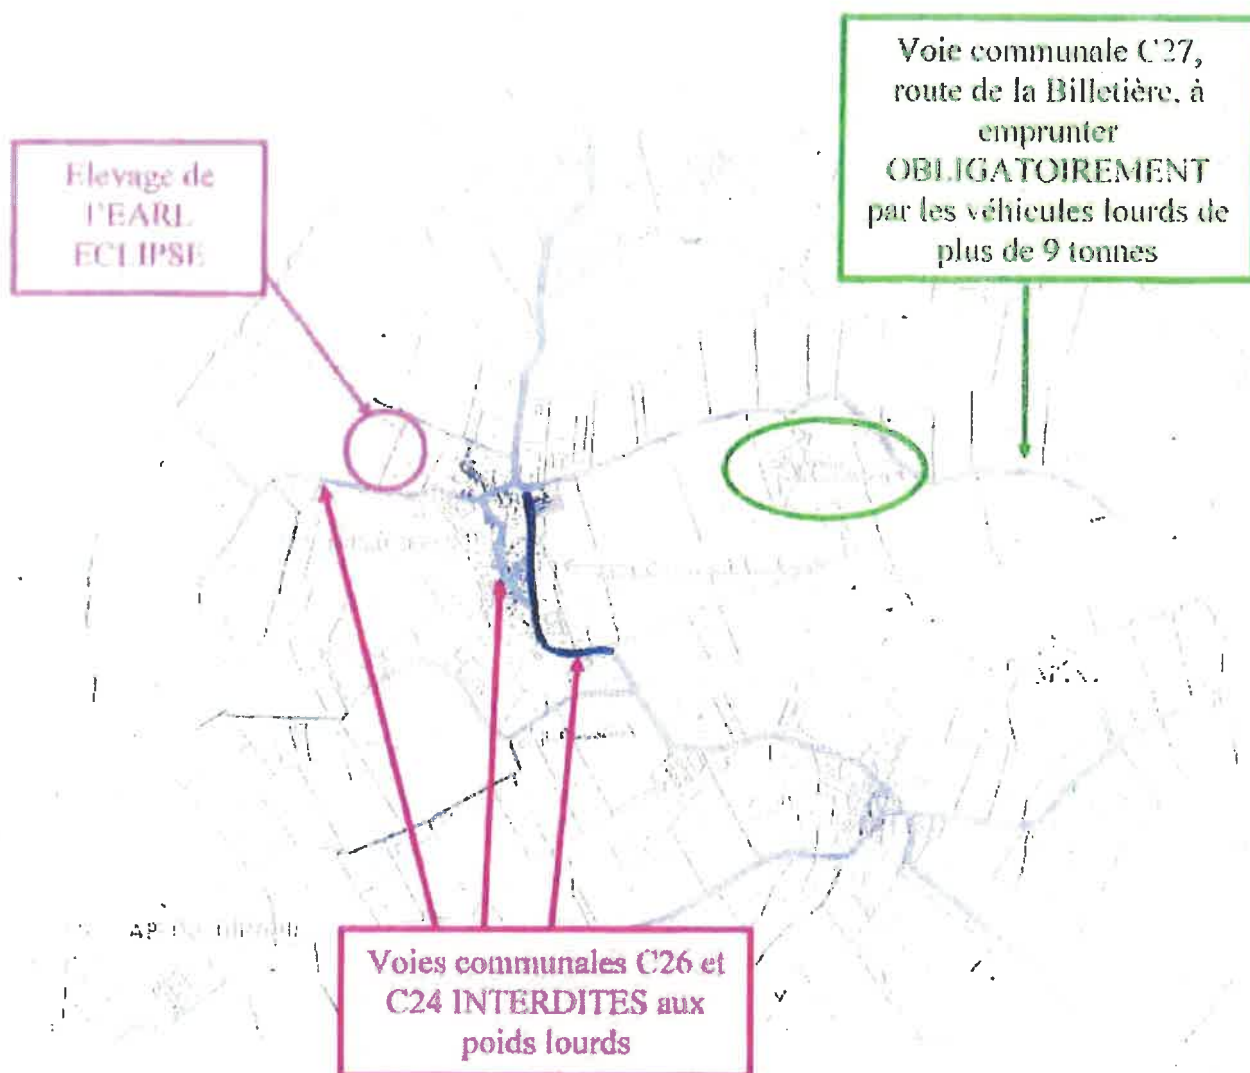 Voie communale C27,
route de la Billetière, à
emprunter
OBLIGATOIREMENT
par les véhicules lourds de
plus de 9 tonnes
Elevage de
l'EARL
ECLIPSE
AP
Voies communales C26 et
C24 INTERDITES aux
poids lourds